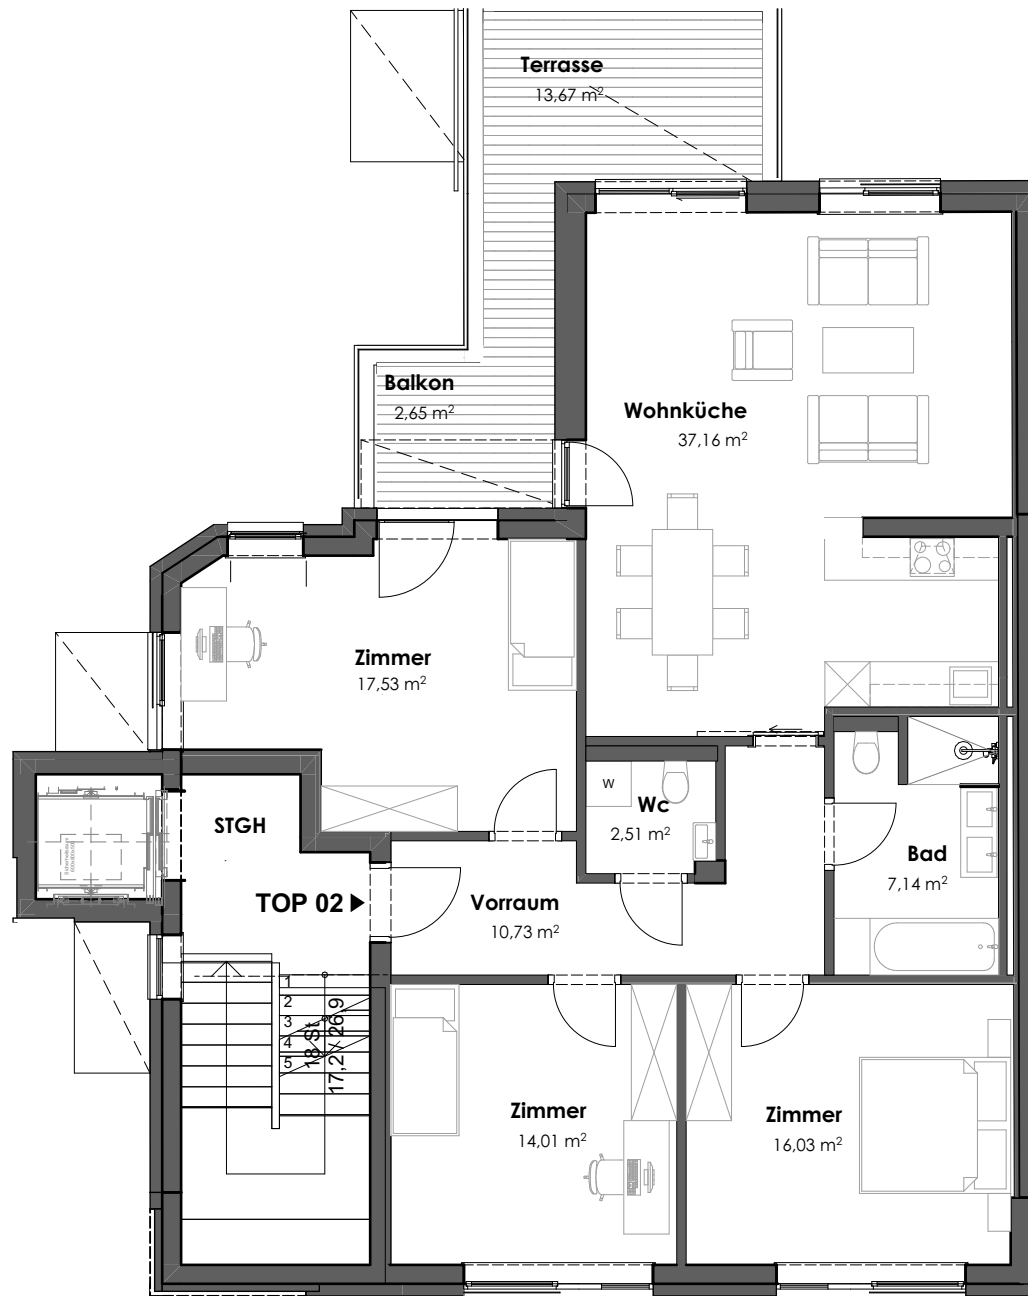 Terrasse
13,67 m²
Balkon
2,65 m²
Wohnküche
37,16 m²
Zimmer
17,53 m²
W
Wc
2,51 m²
STGH
Bad
7,14 m²
TOP 02
Vorraum
10,73 m²
1
2
3
4
5
18 St
17,2 / 26,9
Zimmer
14,01 m²
Zimmer
16,03 m²